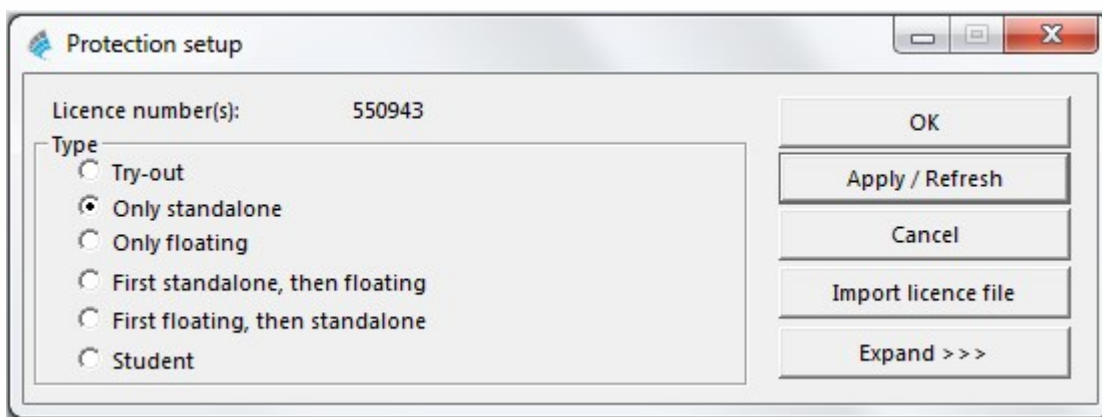 Protection setup
Licence number(s): 550943
Type
Try-out
Only standalone
Only floating
First standalone, then floating
First floating, then standalone
Student
OK
Apply / Refresh
Cancel
Import licence file
Expand >>>